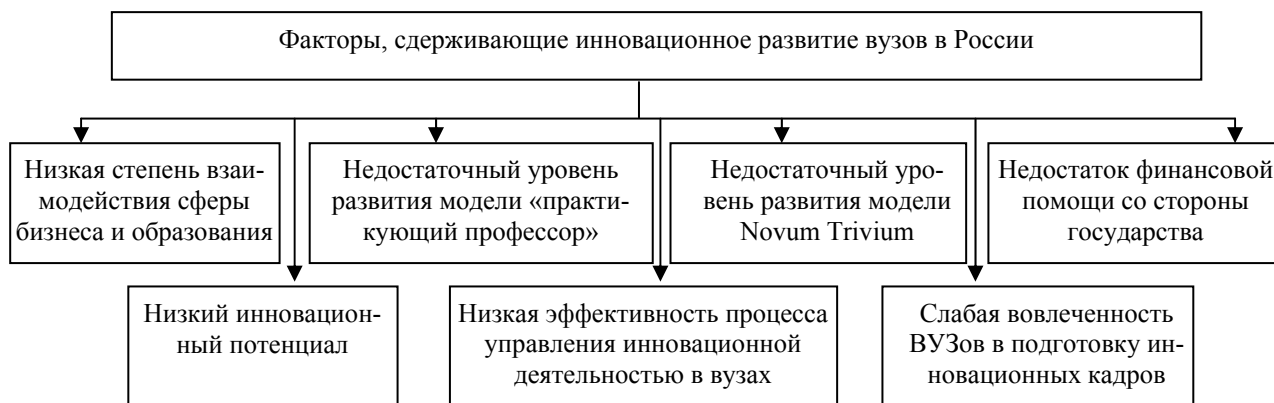 Факторы, сдерживающие инновационное развитие вузов в России
Низкая степень взаи-
модействия сферы
бизнеса и образования
Недостаточный уровень
развития модели «практи-
кующий профессор»
Недостаточный уро-
вень развития модели
Novum Trivium
Недостаток финансовой
помощи со стороны
государства
Низкий инновацион-
ный потенциал
Низкая эффективность процесса
управления инновационной
деятельностью в вузах
Слабая вовлеченность
ВУЗов в подготовку ин-
новационных кадров